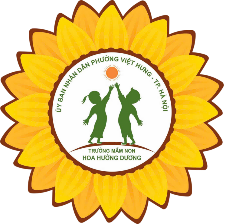 ỦY BAN NHÂN DÂN PHƯỜNG VIỆT HƯNG - TP. HÀ NỘI
TRƯỜNG MẦM NON
HOA HƯỚNG DƯƠNG